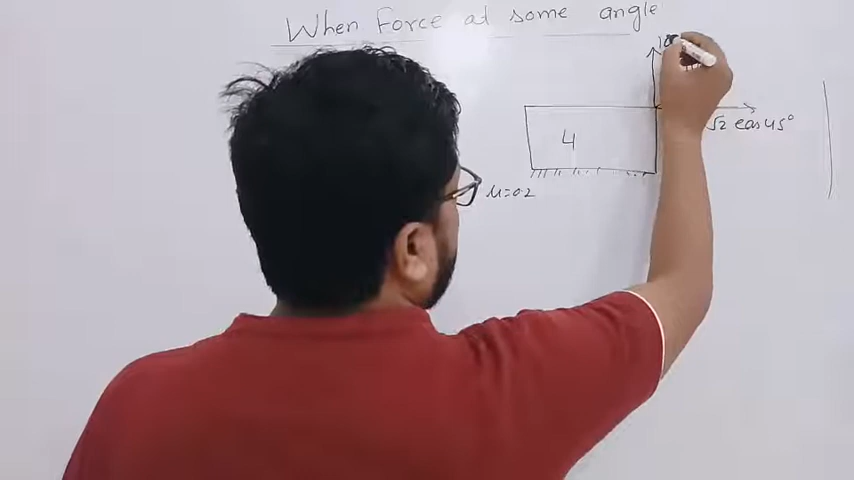 When Force at some angle
√2 cos45°
4
μ=0.2